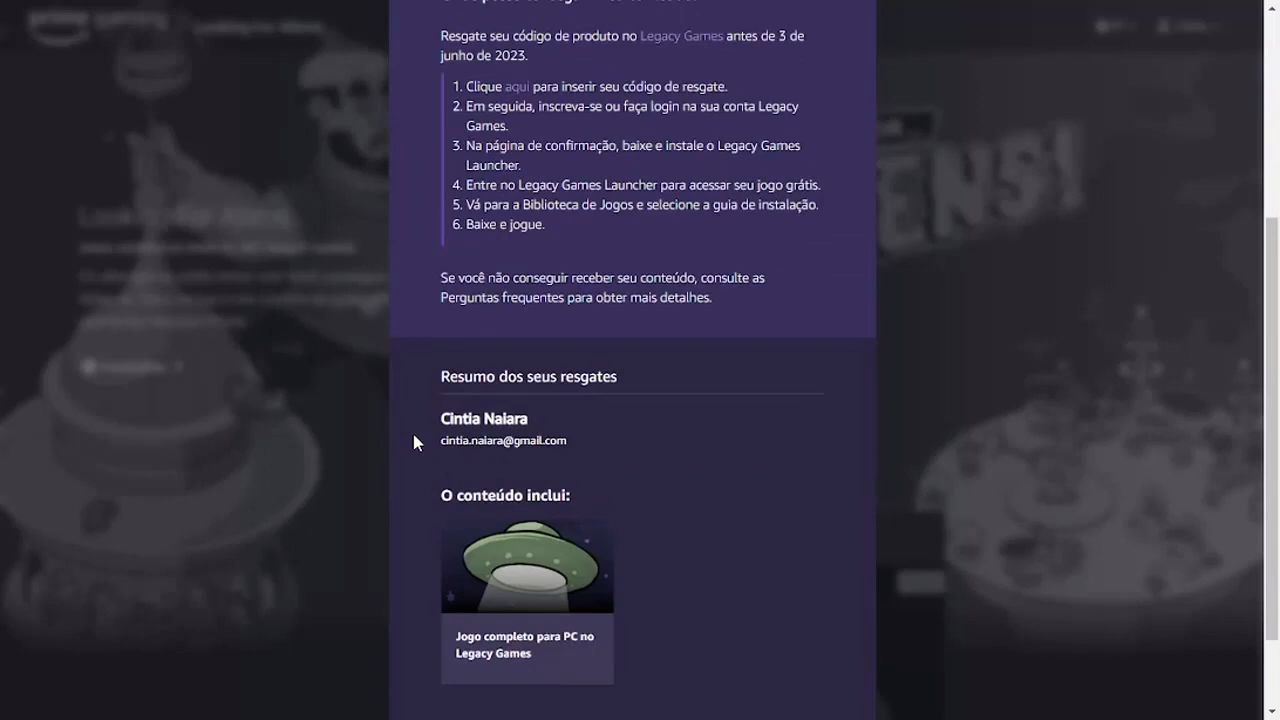 Resgate seu código de produto no Legacy Games antes de 3 de
junho de 2023.
1. Clique aqui para inserir seu código de resgate.
2. Em seguida, inscreva-se ou faça login na sua conta Legacy
Games.
3. Na página de confirmação, baixe e instale o Legacy Games
Launcher.
4. Entre no Legacy Games Launcher para acessar seu jogo grátis.
5. Vá para a Biblioteca de Jogos e selecione a guia de instalação.
6. Baixe e jogue.
Se você não conseguir receber seu conteúdo, consulte as
Perguntas frequentes para obter mais detalhes.
Resumo dos seus resgates
Cintia Naiara
cintia.naiara@gmail.com
O conteúdo inclui:
Jogo completo para PC no
Legacy Games